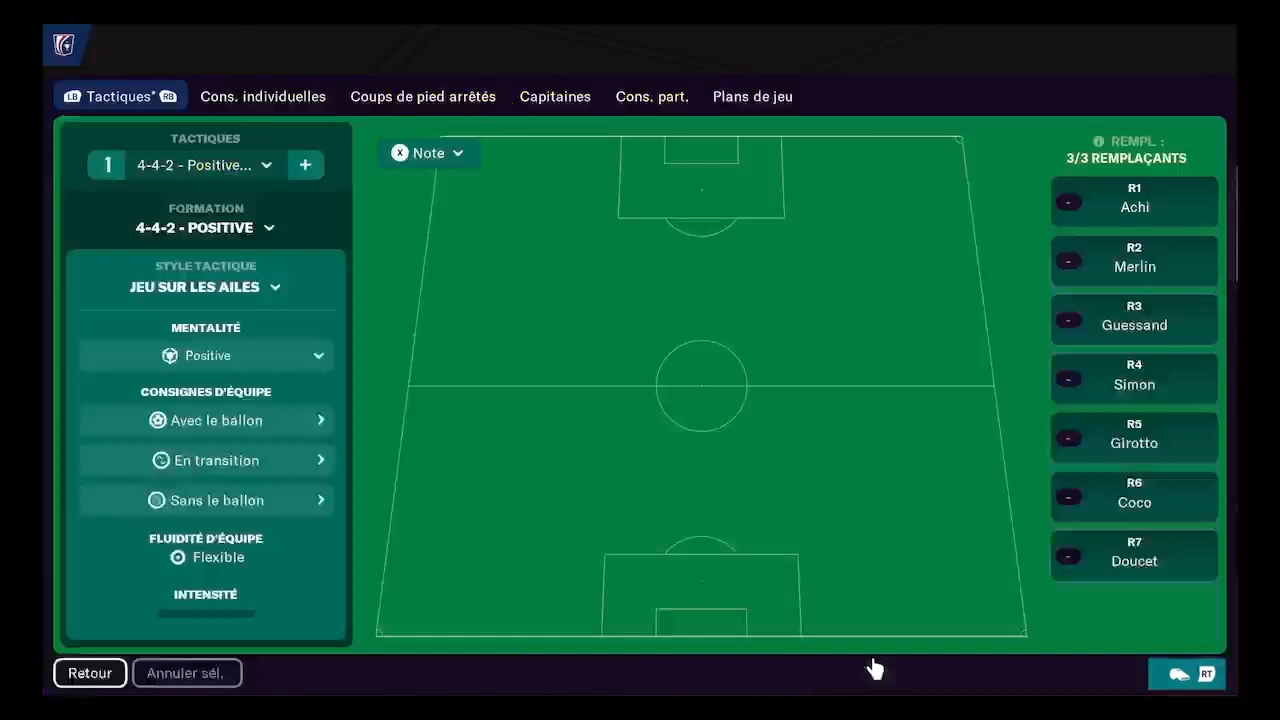 LB Tactiques* RB Cons. individuelles Coups de pied arrêtés Capitaines Cons. part. Plans de jeu
TACTIQUES
1 4-4-2 - Positive... +
FORMATION
4-4-2 - POSITIVE
STYLE TACTIQUE
JEU SUR LES AILES
MENTALITÉ
Positive
CONSIGNES D'ÉQUIPE
Avec le ballon
En transition
Sans le ballon
FLUIDITÉ D'ÉQUIPE
Flexible
INTENSITÉ
X Note
REMPL :
3/3 REMPLAÇANTS
R1
- Achi
R2
- Merlin
R3
- Guessand
R4
- Simon
R5
- Girotto
R6
- Coco
R7
- Doucet
Retour Annuler sél. RT